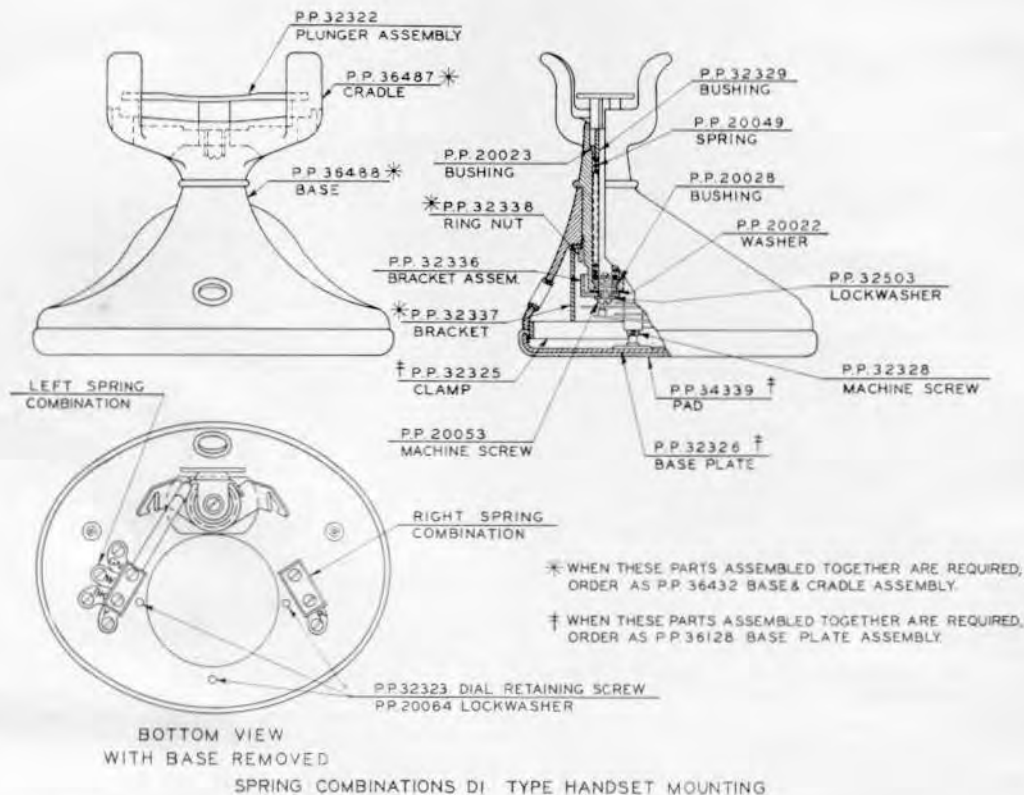 P.P. 32322
PLUNGER ASSEMBLY
P.P. 36487 *
CRADLE
P.P. 36488 *
BASE
P.P. 32329
BUSHING
P.P. 20049
SPRING
P.P. 20023
BUSHING
P.P. 20028
BUSHING
* P.P. 32338
RING NUT
P.P. 20022
WASHER
P.P. 32336
BRACKET ASSEM.
P.P. 32503
LOCKWASHER
* P.P. 32337
BRACKET
‡ P.P. 32325
CLAMP
P.P. 32328
MACHINE SCREW
P.P. 34339 ‡
PAD
P.P. 20053
MACHINE SCREW
P.P. 32326 ‡
BASE PLATE
LEFT SPRING
COMBINATION
RIGHT SPRING
COMBINATION
* WHEN THESE PARTS ASSEMBLED TOGETHER ARE REQUIRED,
ORDER AS P.P. 36432 BASE & CRADLE ASSEMBLY.
‡ WHEN THESE PARTS ASSEMBLED TOGETHER ARE REQUIRED,
ORDER AS P.P. 36128 BASE PLATE ASSEMBLY.
P.P. 32323 DIAL RETAINING SCREW
P.P. 20064 LOCKWASHER
BOTTOM VIEW
WITH BASE REMOVED
SPRING COMBINATIONS D1 TYPE HANDSET MOUNTING